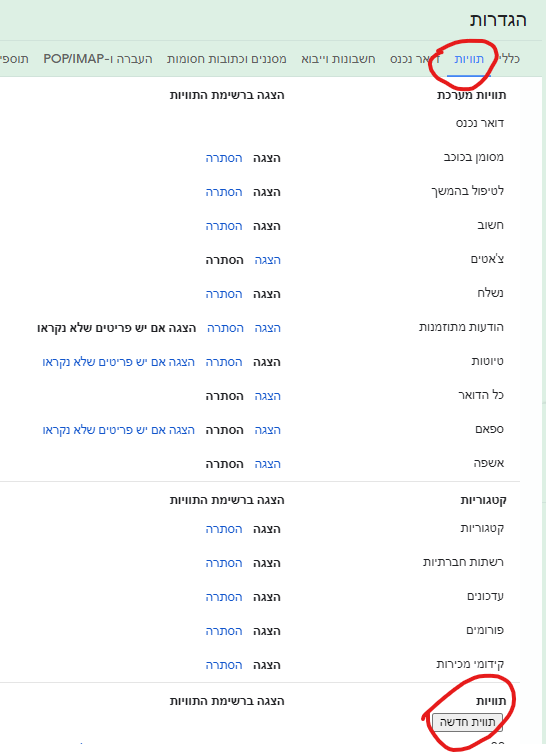 הגדרות
כללי תוויות דואר נכנס חשבונות וייבוא מסננים וכתובות חסומות העברה ו-POP/IMAP תוספי
תוויות מערכת הצגה ברשימת התוויות
דואר נכנס
מסומן בכוכב הצגה הסתרה
לטיפול בהמשך הצגה הסתרה
חשוב הצגה הסתרה
צ'אטים הצגה הסתרה
נשלח הצגה הסתרה
הודעות מתוזמנות הצגה הסתרה הצגה אם יש פריטים שלא נקראו
טיוטות הצגה הסתרה הצגה אם יש פריטים שלא נקראו
כל הדואר הצגה הסתרה
ספאם הצגה הסתרה הצגה אם יש פריטים שלא נקראו
אשפה הצגה הסתרה
קטגוריות הצגה ברשימת התוויות
קטגוריות הצגה הסתרה
רשתות חברתיות הצגה הסתרה
עדכונים הצגה הסתרה
פורומים הצגה הסתרה
קידומי מכירות הצגה הסתרה
תוויות הצגה ברשימת התוויות
תווית חדשה